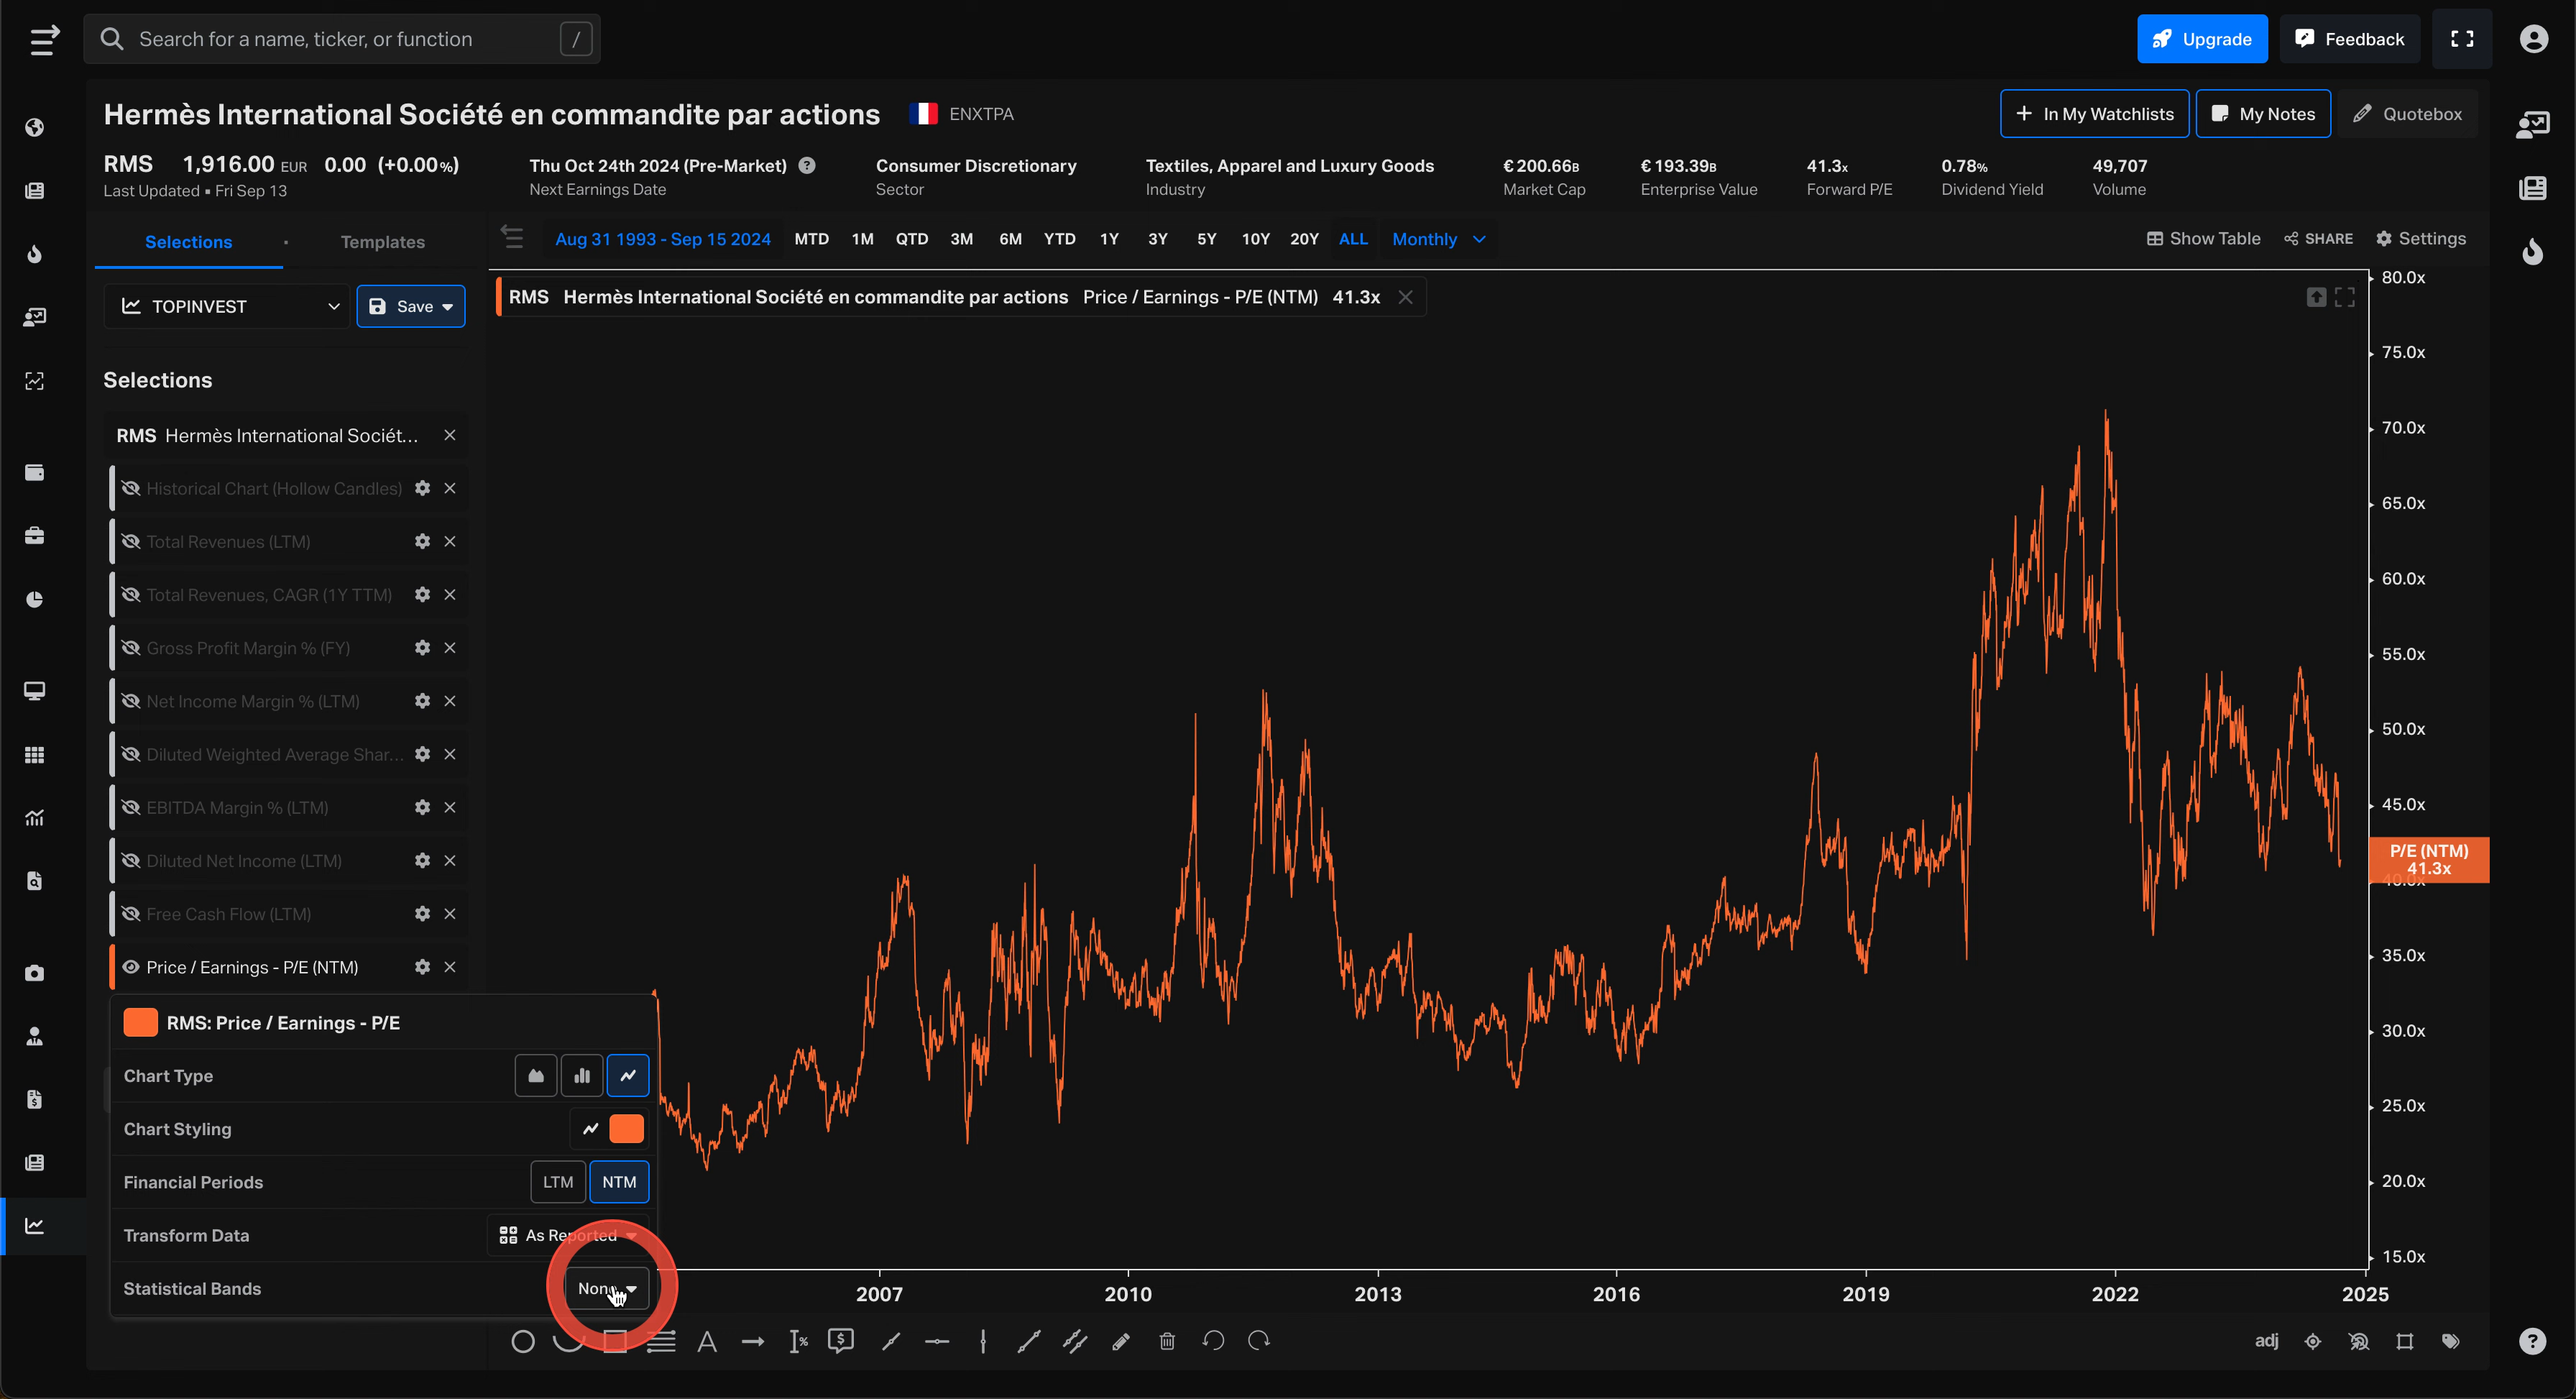 Search for a name, ticker, or function /
Upgrade Feedback
Hermès International Société en commandite par actions ENXTPA
In My Watchlists My Notes Quotebox
RMS 1,916.00 EUR 0.00 (+0.00%)
Last Updated ▪ Fri Sep 13
Thu Oct 24th 2024 (Pre-Market) ?
Next Earnings Date
Consumer Discretionary
Sector
Textiles, Apparel and Luxury Goods
Industry
€200.66B
Market Cap
€193.39B
Enterprise Value
41.3x
Forward P/E
0.78%
Dividend Yield
49,707
Volume
Selections · Templates
Aug 31 1993 - Sep 15 2024 MTD 1M QTD 3M 6M YTD 1Y 3Y 5Y 10Y 20Y ALL Monthly
Show Table SHARE Settings
TOPINVEST Save
RMS Hermès International Société en commandite par actions Price / Earnings - P/E (NTM) 41.3x
Selections
RMS Hermès International Sociét...
Historical Chart (Hollow Candles)
Total Revenues (LTM)
Total Revenues, CAGR (1Y TTM)
Gross Profit Margin % (FY)
Net Income Margin % (LTM)
Diluted Weighted Average Shar...
EBITDA Margin % (LTM)
Diluted Net Income (LTM)
Free Cash Flow (LTM)
Price / Earnings - P/E (NTM)
RMS: Price / Earnings - P/E
Chart Type
Chart Styling
Financial Periods LTM NTM
Transform Data As Reported
Statistical Bands None
80.0x
75.0x
70.0x
65.0x
60.0x
55.0x
50.0x
45.0x
P/E (NTM)
41.3x
40.0x
35.0x
30.0x
25.0x
20.0x
15.0x
2007 2010 2013 2016 2019 2022 2025
A % $ adj ?